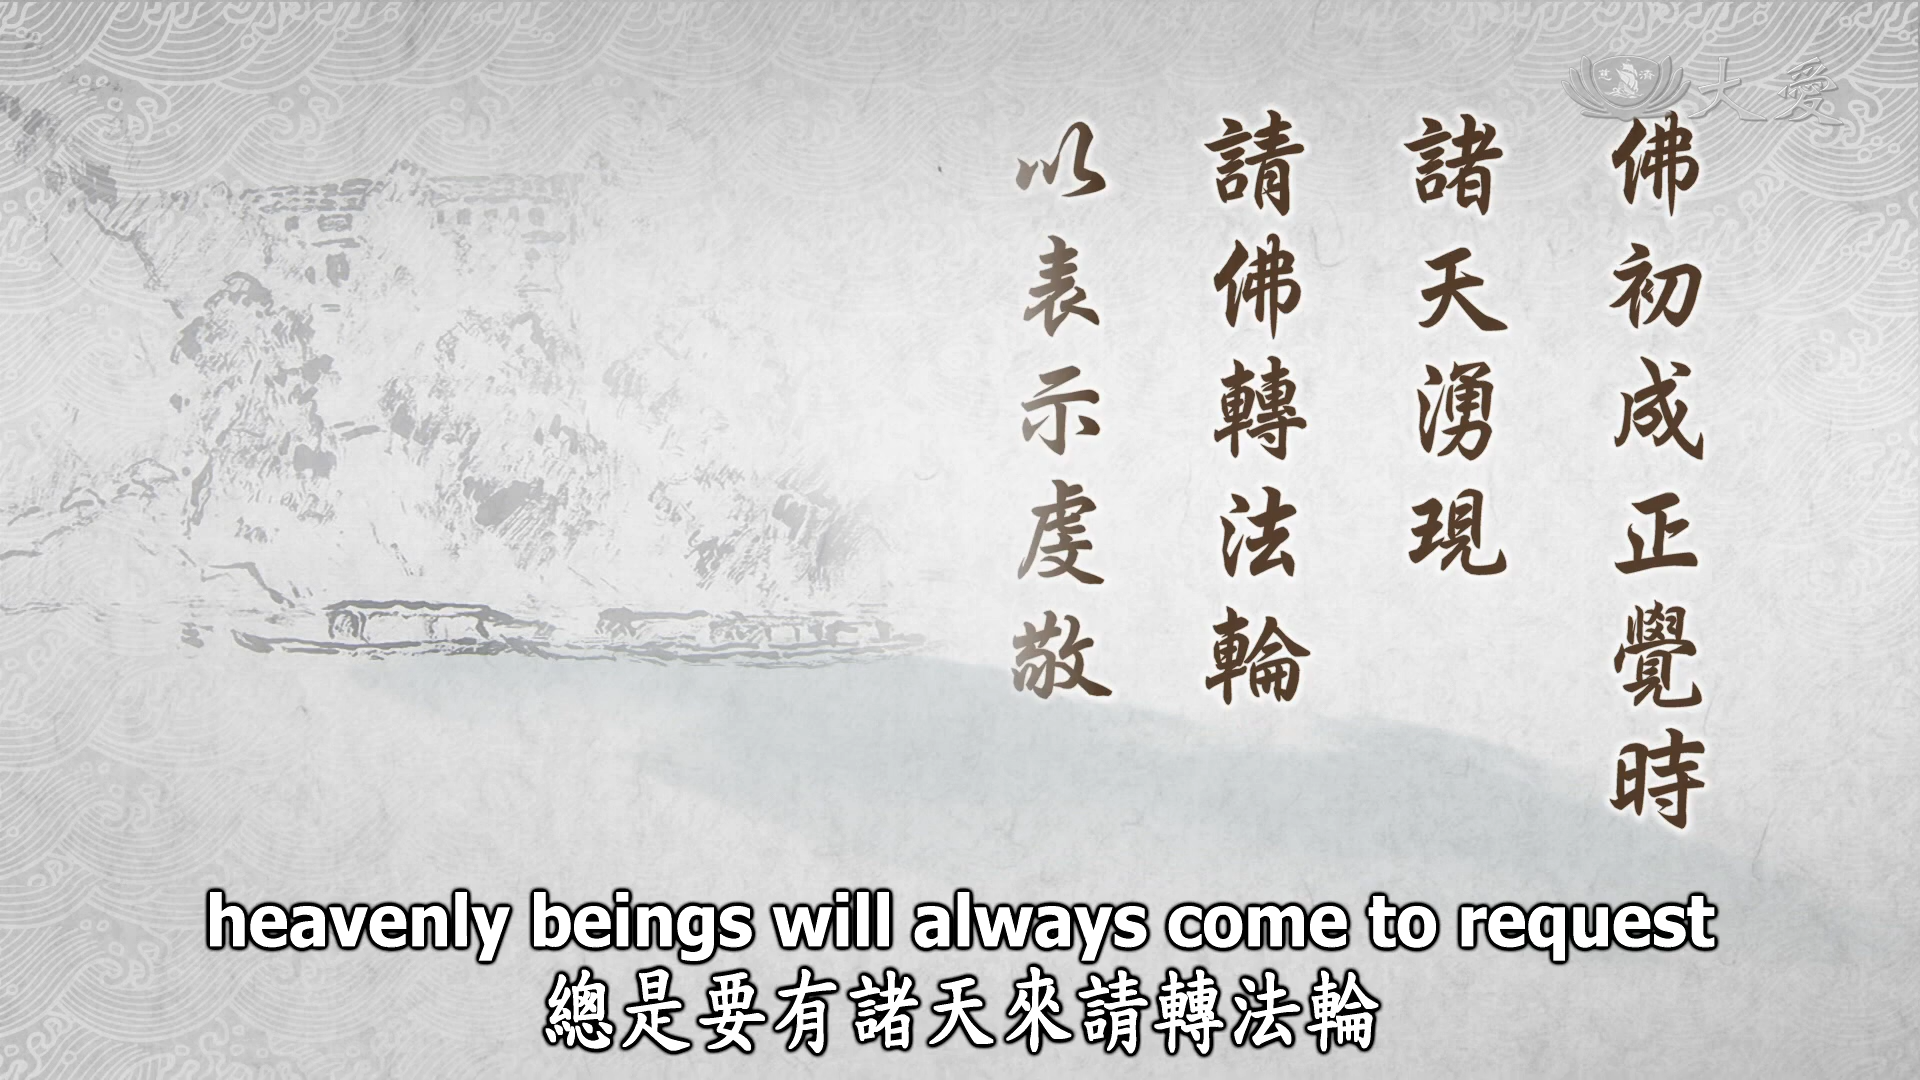 慈濟
大愛
佛初成正覺時
諸天湧現
請佛轉法輪
以表示虔敬
heavenly beings will always come to request
總是要有諸天來請轉法輪